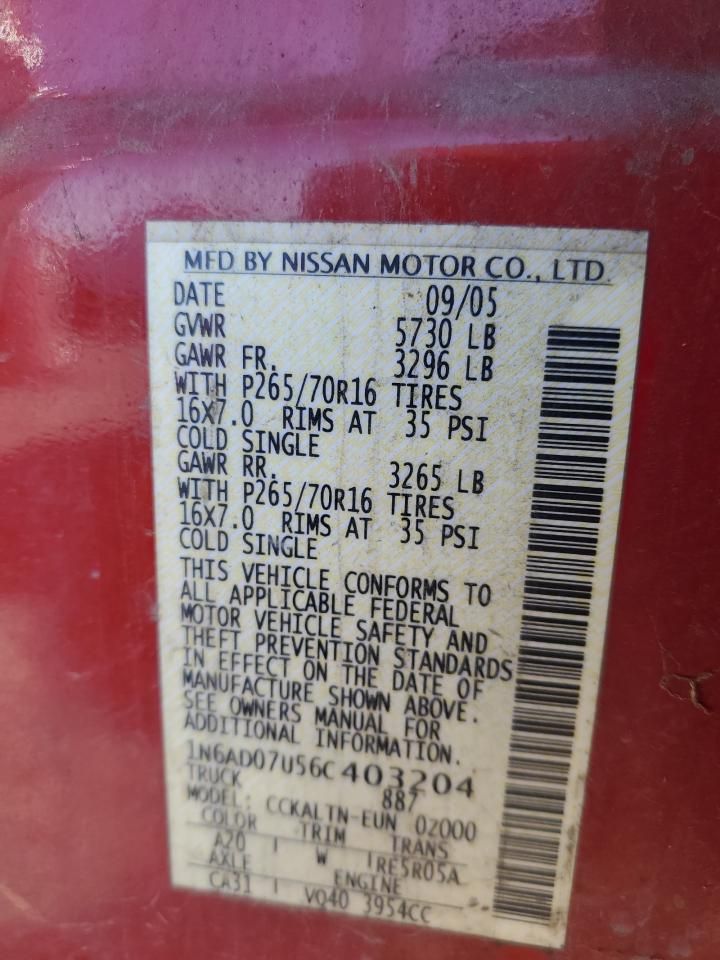 MFD BY NISSAN MOTOR CO., LTD.
DATE 09/05
GVWR 5730 LB
GAWR FR. 3296 LB
WITH P265/70R16 TIRES
16X7.0 RIMS AT 35 PSI
COLD SINGLE
GAWR RR. 3265 LB
WITH P265/70R16 TIRES
16X7.0 RIMS AT 35 PSI
COLD SINGLE
THIS VEHICLE CONFORMS TO
ALL APPLICABLE FEDERAL
MOTOR VEHICLE SAFETY AND
THEFT PREVENTION STANDARDS
IN EFFECT ON THE DATE OF
MANUFACTURE SHOWN ABOVE.
SEE OWNERS MANUAL FOR
ADDITIONAL INFORMATION.
1N6AD07U56C403204
TRUCK 887
MODEL: CCKALTN-EUN 02000
COLOR TRIM TRANS
A20 W RE5R05A
AXLE ENGINE
CA31 VQ40 3954CC